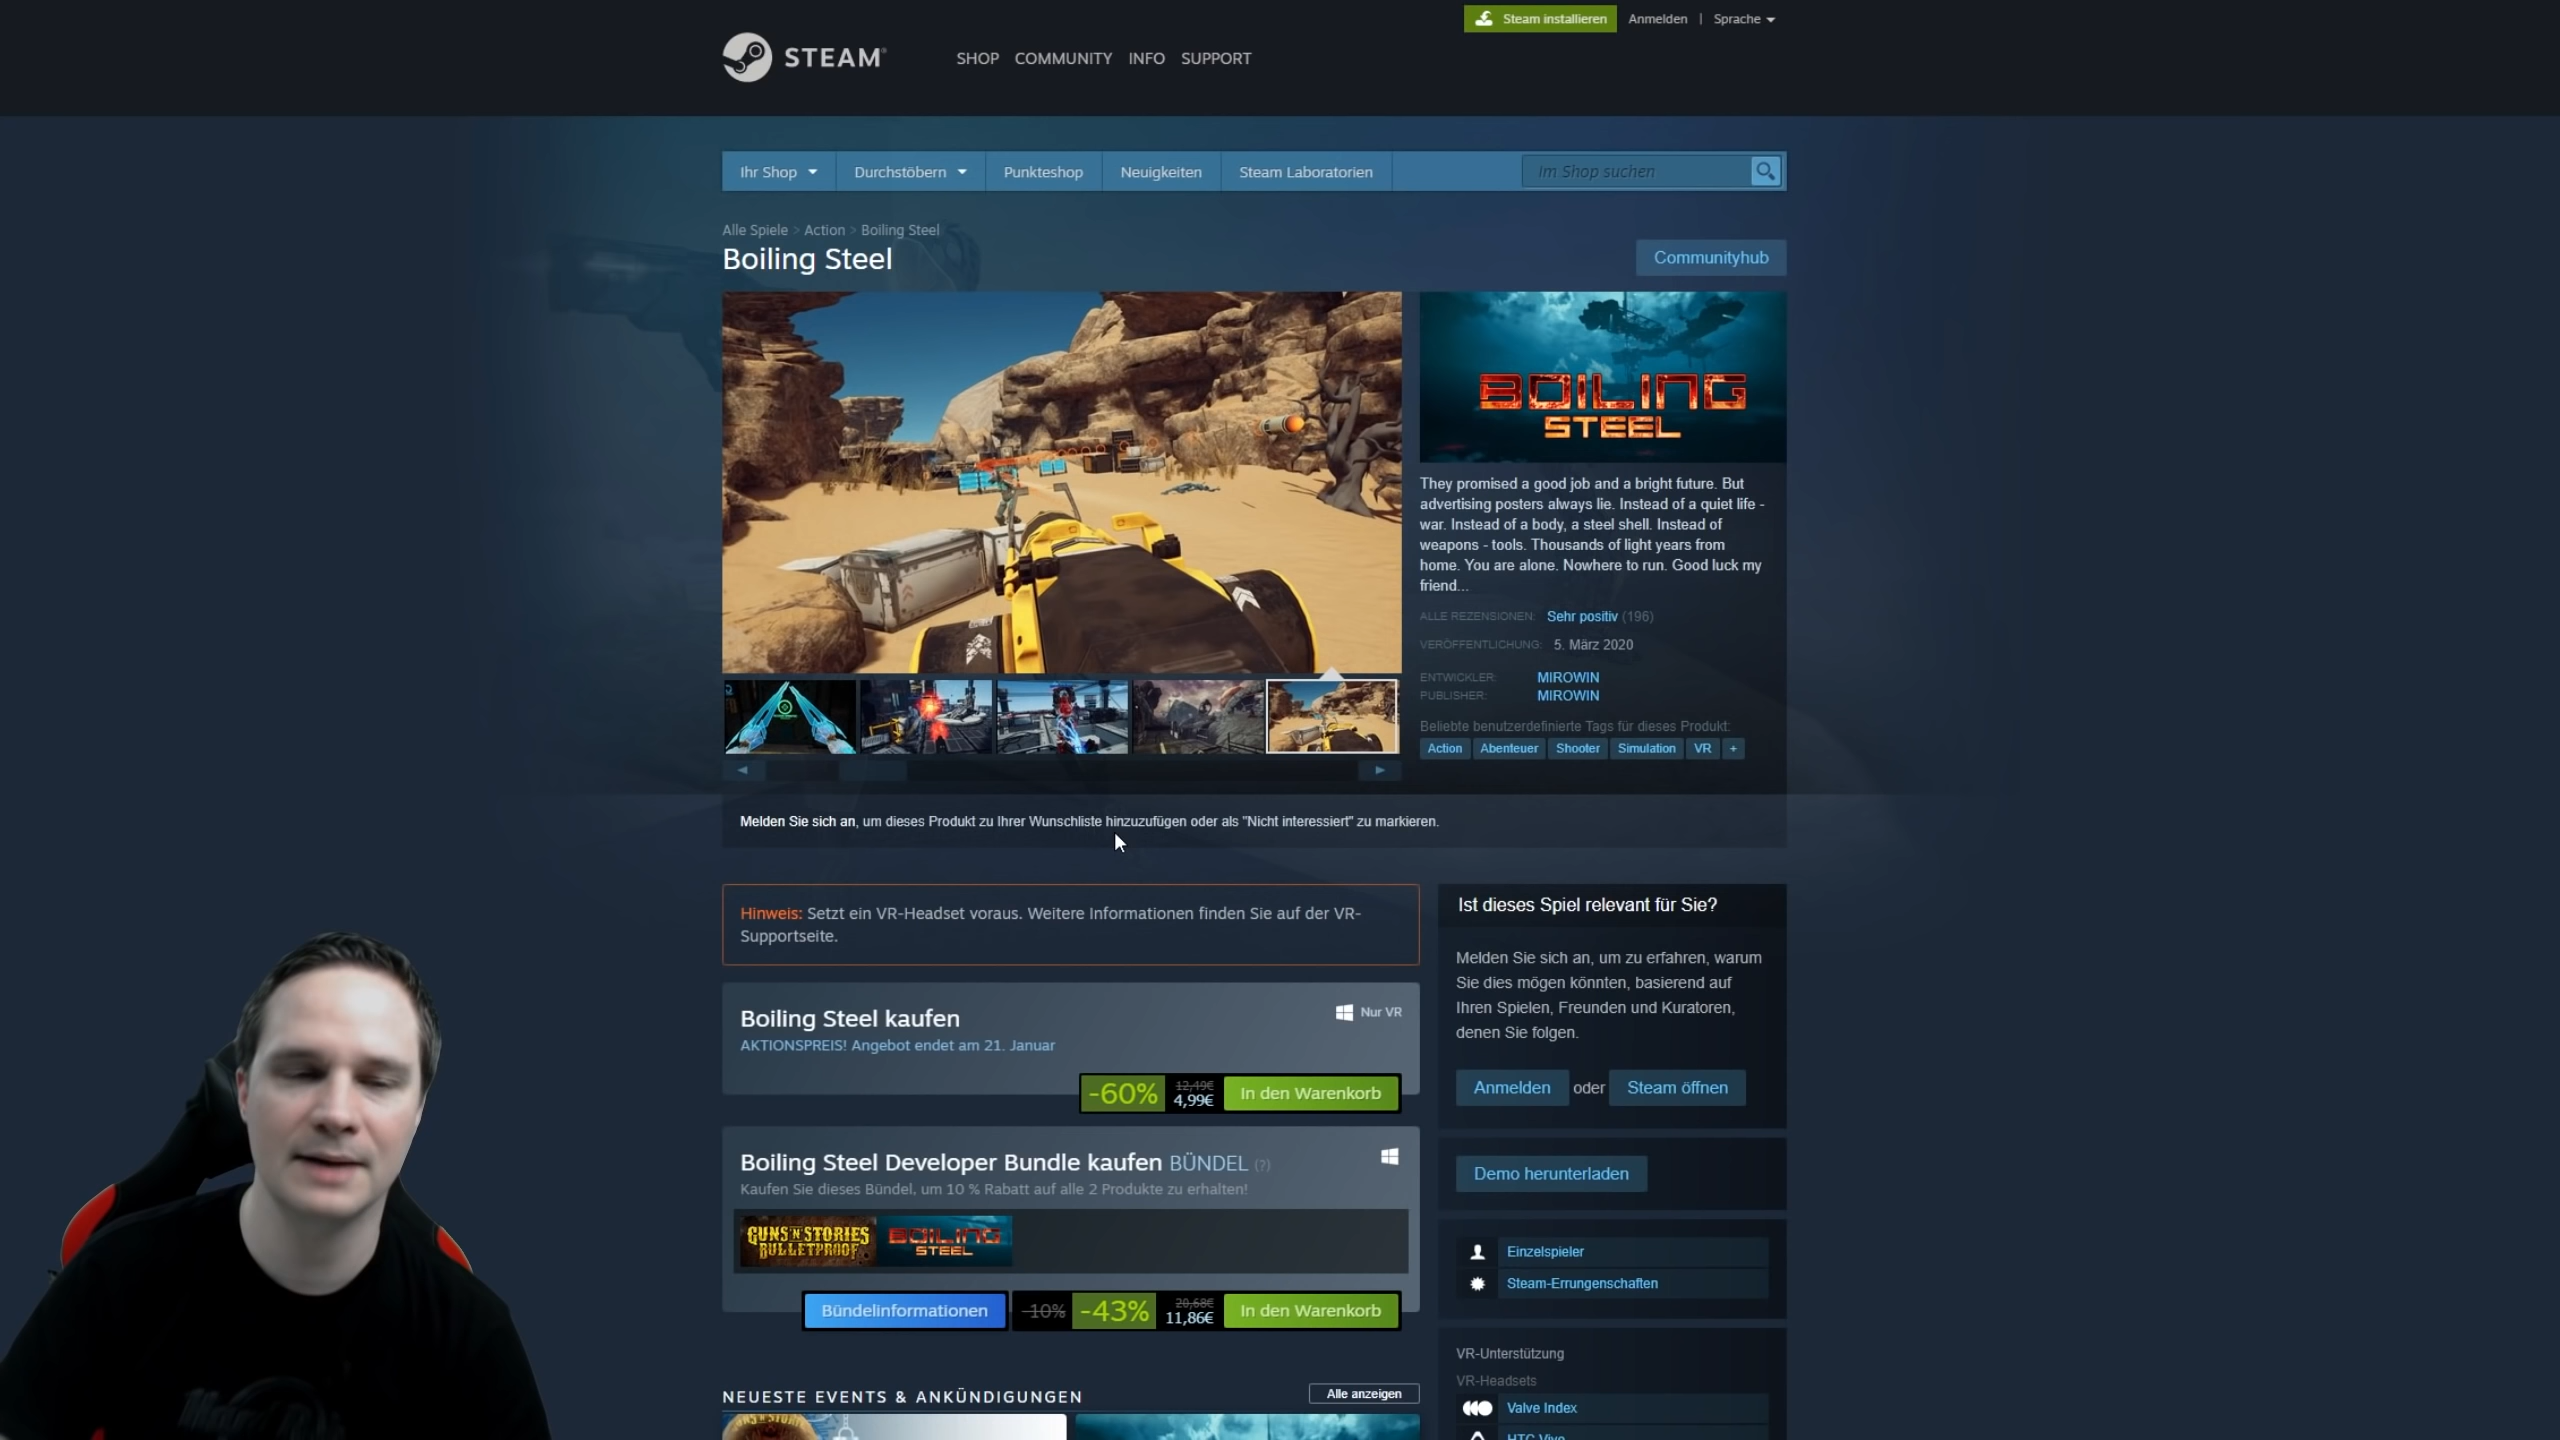 Steam installieren
Anmelden | Sprache
STEAM®
SHOP COMMUNITY INFO SUPPORT
Ihr Shop Durchstöbern Punkteshop Neuigkeiten Steam Laboratorien Im Shop suchen
Alle Spiele > Action > Boiling Steel
Boiling Steel
Communityhub
BOILING
STEEL
They promised a good job and a bright future. But
advertising posters always lie. Instead of a quiet life -
war. Instead of a body, a steel shell. Instead of
weapons - tools. Thousands of light years from
home. You are alone. Nowhere to run. Good luck my
friend...
ALLE REZENSIONEN: Sehr positiv (196)
VERÖFFENTLICHUNG: 5. März 2020
ENTWICKLER: MIROWIN
PUBLISHER: MIROWIN
Beliebte benutzerdefinierte Tags für dieses Produkt:
Action Abenteuer Shooter Simulation VR +
Melden Sie sich an, um dieses Produkt zu Ihrer Wunschliste hinzuzufügen oder als "Nicht interessiert" zu markieren.
Hinweis: Setzt ein VR-Headset voraus. Weitere Informationen finden Sie auf der VR-
Supportseite.
Boiling Steel kaufen
Nur VR
AKTIONSPREIS! Angebot endet am 21. Januar
-60% 12,49€ 4,99€ In den Warenkorb
Boiling Steel Developer Bundle kaufen BÜNDEL (?)
Kaufen Sie dieses Bündel, um 10 % Rabatt auf alle 2 Produkte zu erhalten!
GUNS'N'STORIES
BULLETPROOF
BOILING
STEEL
Bündelinformationen -10% -43% 20,68€ 11,86€ In den Warenkorb
NEUESTE EVENTS & ANKÜNDIGUNGEN
Alle anzeigen
Ist dieses Spiel relevant für Sie?
Melden Sie sich an, um zu erfahren, warum
Sie dies mögen könnten, basierend auf
Ihren Spielen, Freunden und Kuratoren,
denen Sie folgen.
Anmelden oder Steam öffnen
Demo herunterladen
Einzelspieler
Steam-Errungenschaften
VR-Unterstützung
VR-Headsets
Valve Index
HTC Vive